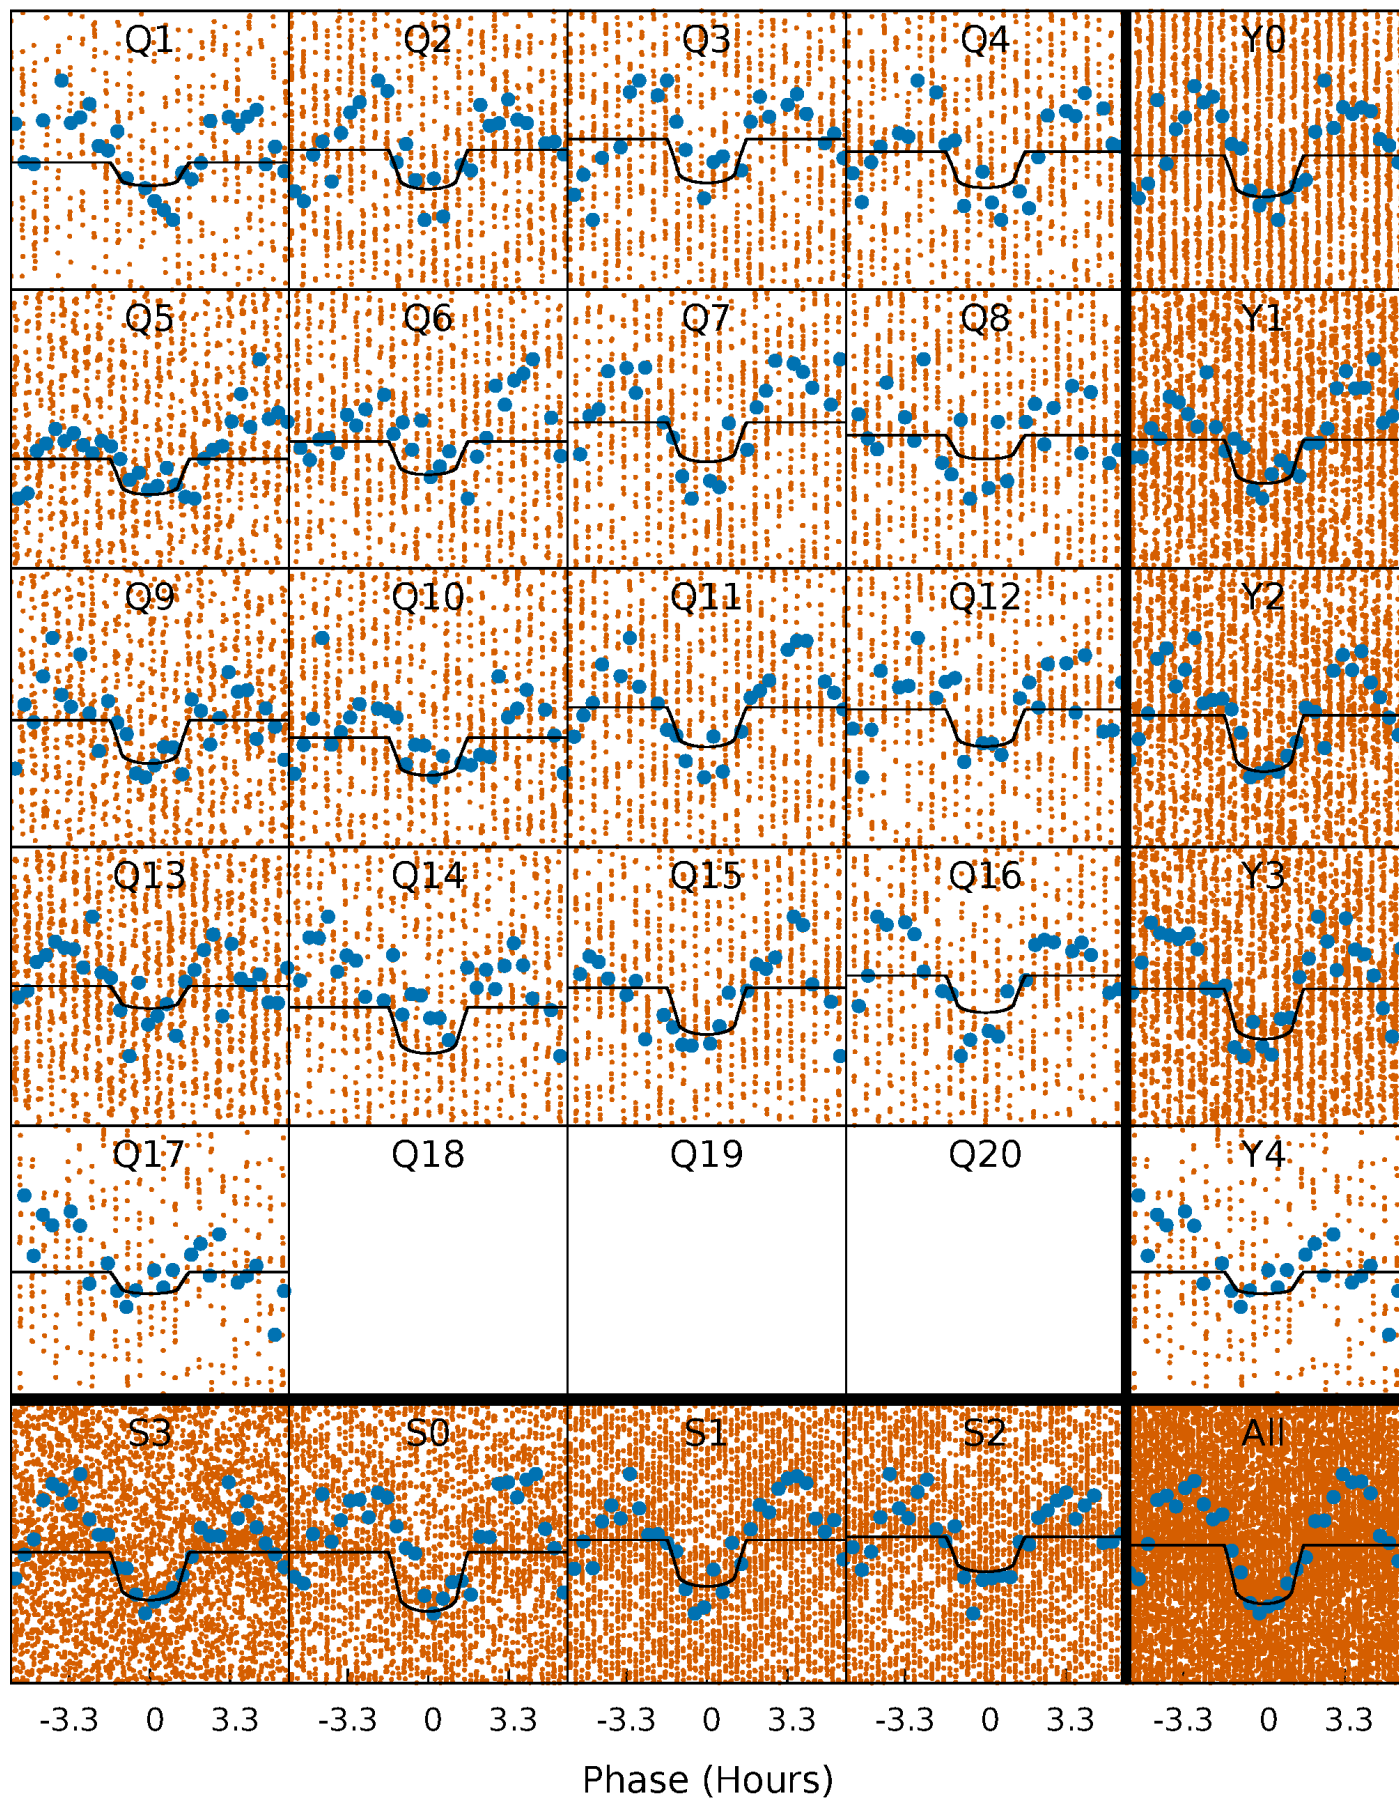 Q1 Q2 Q3 Q4 Y0
Q5 Q6 Q7 Q8 Y1
Q9 Q10 Q11 Q12 Y2
Q13 Q14 Q15 Q16 Y3
Q17 Q18 Q19 Q20 Y4
S3 S0 S1 S2 All
-3.3 0 3.3 -3.3 0 3.3 -3.3 0 3.3 -3.3 0 3.3 -3.3 0 3.3
Phase (Hours)